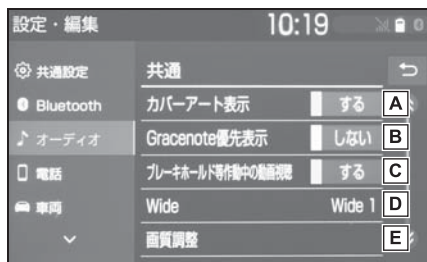 設定・編集 10:19
共通設定 共通
Bluetooth カバーアート表示 する A
オーディオ Gracenote優先表示 しない B
電話 ブレーキホールド等作動中の動画視聴 する C
車両 Wide Wide 1 D
画質調整 E